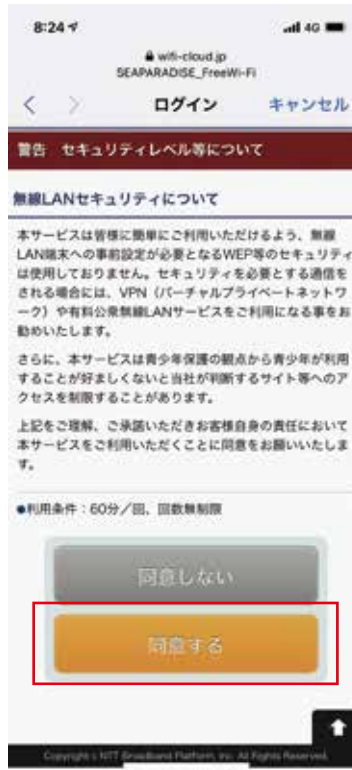 8:24
4G
wifi-cloud.jp
SEAPARADISE_FreeWi-Fi
ログイン
キャンセル
警告 セキュリティレベル等について
無線LANセキュリティについて
本サービスは皆様に簡単にご利用いただけるよう、無線
LAN端末への事前設定が必要となるWEP等のセキュリティ
は使用しておりません。セキュリティを必要とする通信を
される場合には、VPN（バーチャルプライベートネットワ
ーク）や有料公衆無線LANサービスをご利用になる事をお
勧めいたします。
さらに、本サービスは青少年保護の観点から青少年が利用
することが好ましくないと当社が判断するサイト等へのア
クセスを制限することがあります。
上記をご理解、ご承諾いただきお客様自身の責任において
本サービスをご利用いただくことに同意をお願いいたしま
す。
●利用条件：60分／回、回数無制限
同意しない
同意する
Copyright c NTT Broadband Platform, Inc. All Rights Reserved.